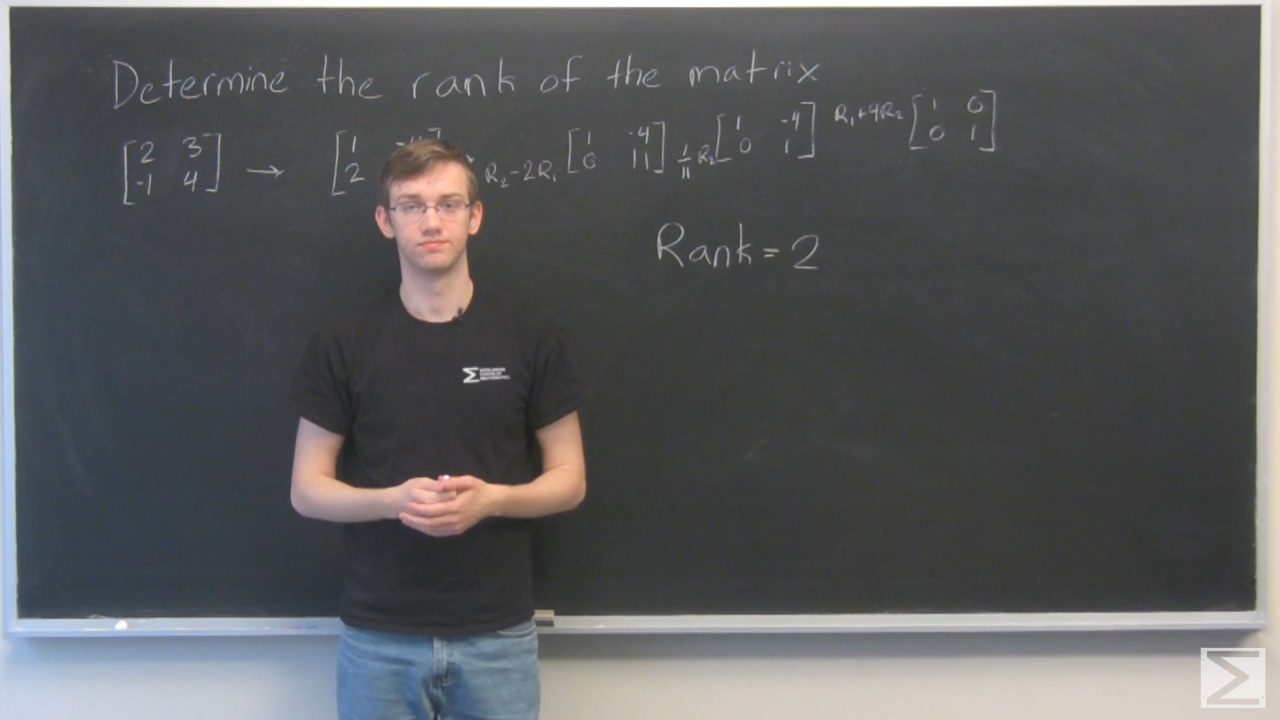 Determine the rank of the matrix
[2 3] → [1 -4] R₂-2R₁ [1 -4] 1/11 R₂ [1 -4] R₁+4R₂ [1 0]
[-1 4] [2 [0 11] [0 1] [0 1]
Rank = 2
Σ
Σ